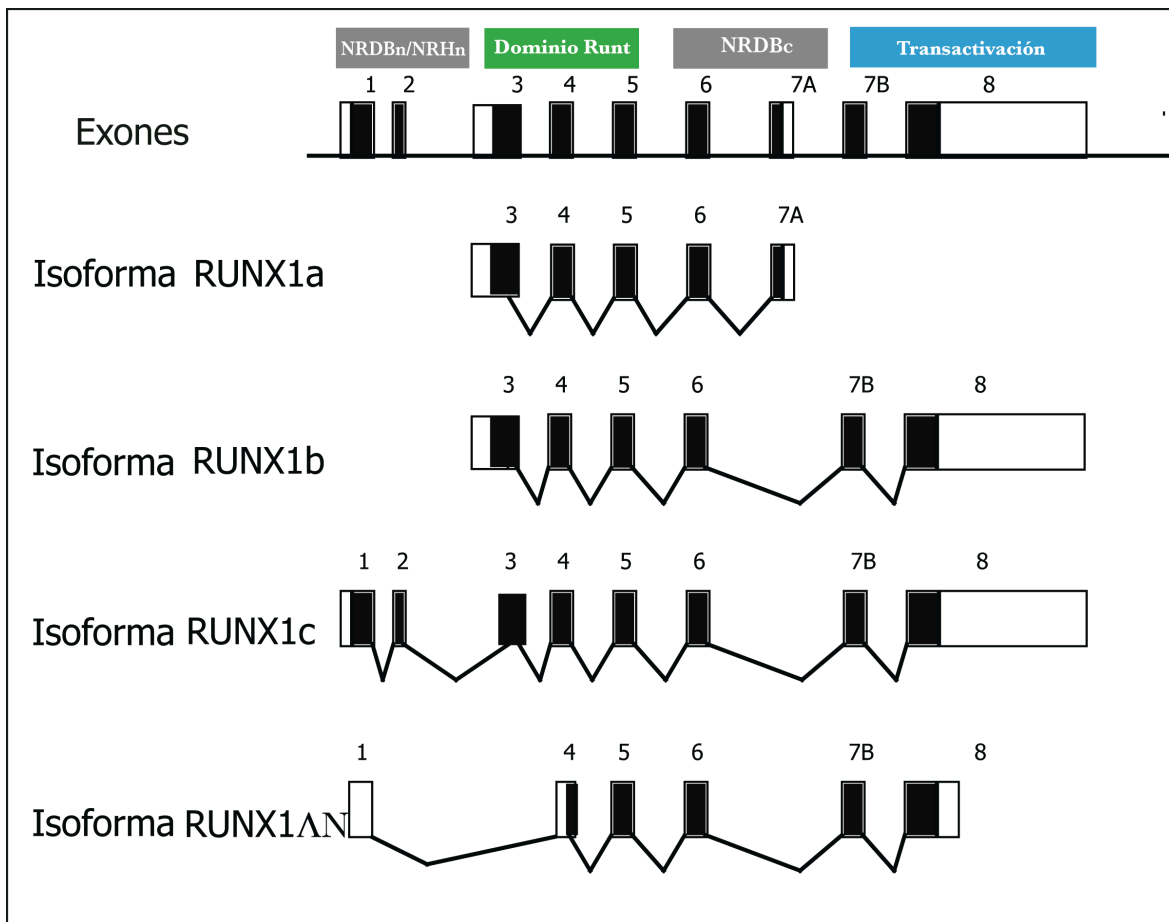 NRDBn/NRHn Dominio Runt NRDBc Transactivación
1 2 3 4 5 6 7A 7B 8
Exones
3 4 5 6 7A
Isoforma RUNX1a
3 4 5 6 7B 8
Isoforma RUNX1b
1 2 3 4 5 6 7B 8
Isoforma RUNX1c
1 4 5 6 7B 8
Isoforma RUNX1ΛN